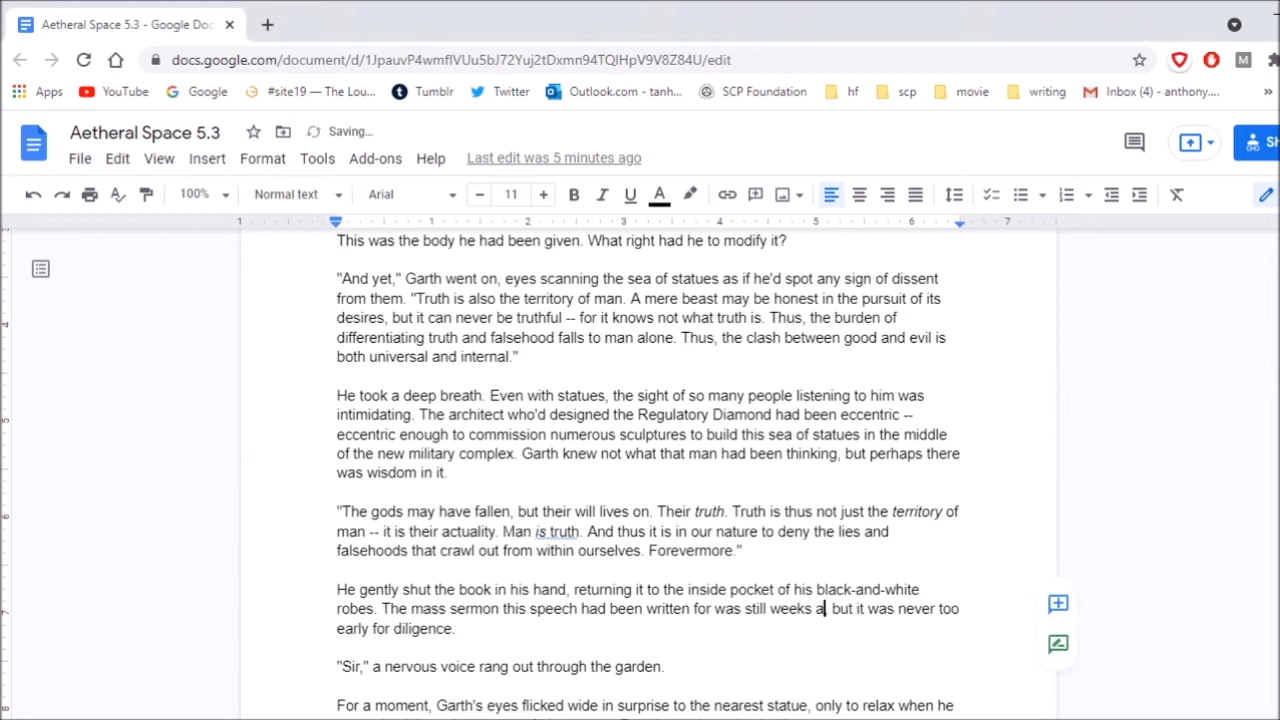 Aetheral Space 5.3 - Google Doc
docs.google.com/document/d/1JpauvP4wmfIVUu5bJ72Yuj2tDxmn94TQIHpV9V8Z84U/edit
Apps YouTube Google #site19 — The Lou... Tumblr Twitter Outlook.com - tanh... SCP Foundation hf scp movie writing Inbox (4) - anthony.... »
Aetheral Space 5.3 Saving...
File Edit View Insert Format Tools Add-ons Help Last edit was 5 minutes ago
Sh
100% Normal text Arial 11
1 1 2 3 4 5 6 7
This was the body he had been given. What right had he to modify it?
"And yet," Garth went on, eyes scanning the sea of statues as if he'd spot any sign of dissent
from them. "Truth is also the territory of man. A mere beast may be honest in the pursuit of its
desires, but it can never be truthful -- for it knows not what truth is. Thus, the burden of
differentiating truth and falsehood falls to man alone. Thus, the clash between good and evil is
both universal and internal."
He took a deep breath. Even with statues, the sight of so many people listening to him was
intimidating. The architect who'd designed the Regulatory Diamond had been eccentric --
eccentric enough to commission numerous sculptures to build this sea of statues in the middle
of the new military complex. Garth knew not what that man had been thinking, but perhaps there
was wisdom in it.
"The gods may have fallen, but their will lives on. Their truth. Truth is thus not just the territory of
man -- it is their actuality. Man is truth. And thus it is in our nature to deny the lies and
falsehoods that crawl out from within ourselves. Forevermore."
He gently shut the book in his hand, returning it to the inside pocket of his black-and-white
robes. The mass sermon this speech had been written for was still weeks a, but it was never too
early for diligence.
"Sir," a nervous voice rang out through the garden.
For a moment, Garth's eyes flicked wide in surprise to the nearest statue, only to relax when he